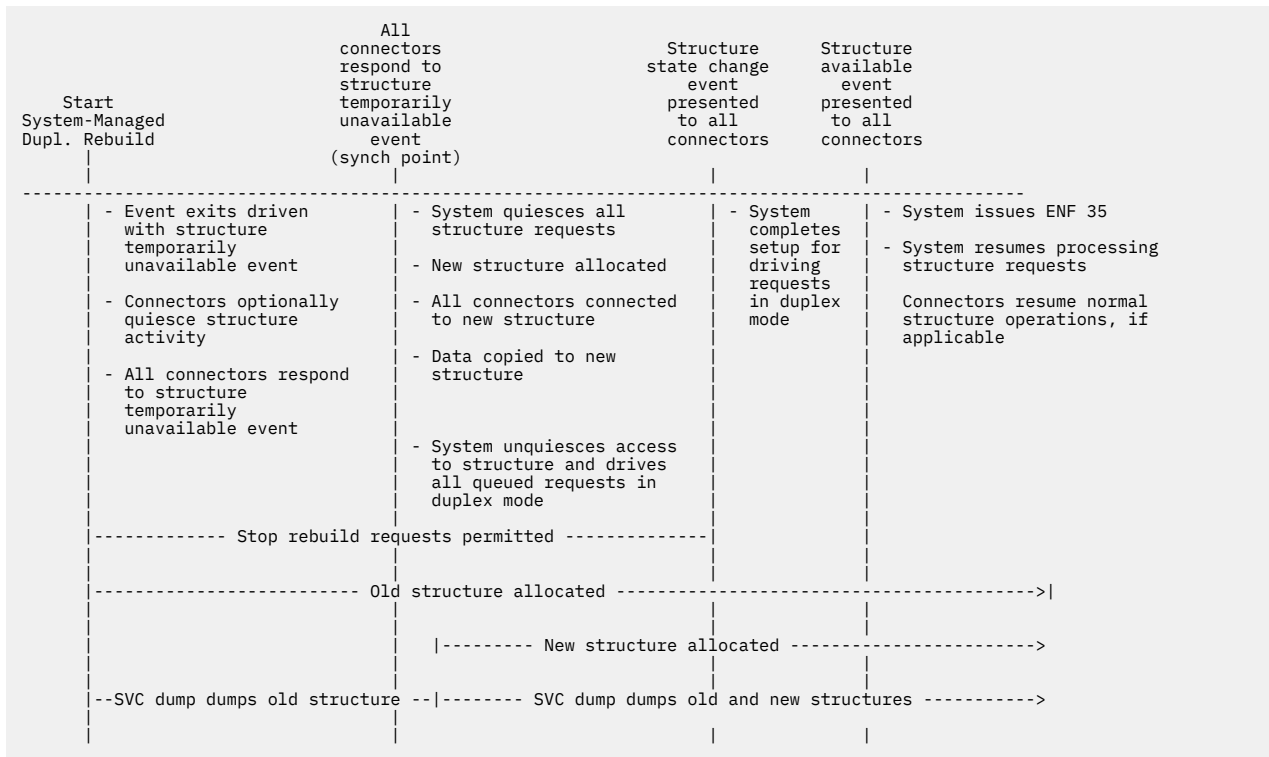 All
connectors Structure Structure
respond to state change available
structure event event
Start temporarily presented presented
System-Managed unavailable to all to all
Dupl. Rebuild event connectors connectors
(synch point)
- Event exits driven - System quiesces all - System - System issues ENF 35
with structure structure requests completes
temporarily setup for - System resumes processing
unavailable event - New structure allocated driving structure requests
requests
- Connectors optionally - All connectors connected in duplex Connectors resume normal
quiesce structure to new structure mode structure operations, if
activity applicable
- Data copied to new
- All connectors respond structure
to structure
temporarily
unavailable event
- System unquiesces access
to structure and drives
all queued requests in
duplex mode
|------------- Stop rebuild requests permitted --------------|
|-------------------------- Old structure allocated ----------------------------------------->|
|--------- New structure allocated ------------------------>
|--SVC dump dumps old structure --|-------- SVC dump dumps old and new structures ----------->